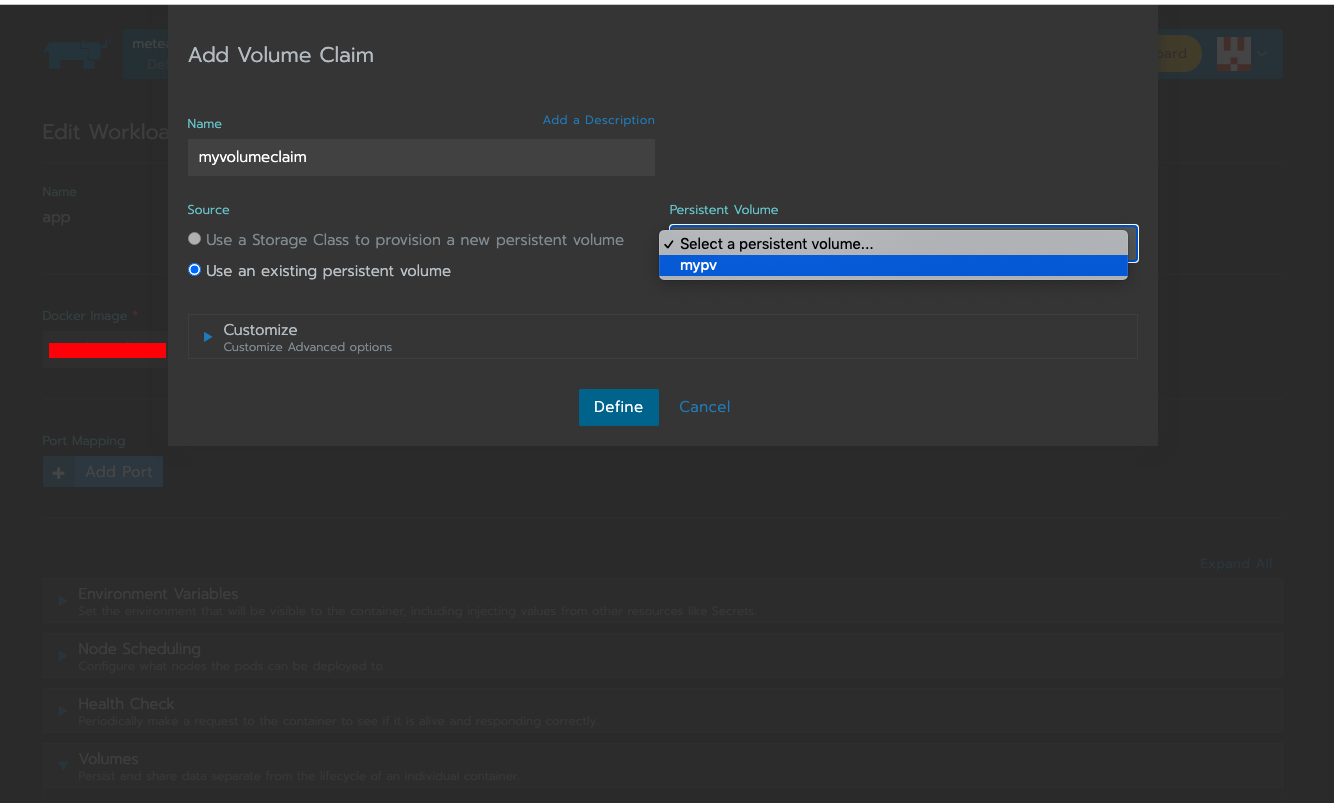 Add Volume Claim
Name
Add a Description
myvolumeclaim
Source
Persistent Volume
Use a Storage Class to provision a new persistent volume
✓ Select a persistent volume...
Use an existing persistent volume
mypv
Customize
Customize Advanced options
Define
Cancel
Edit
Name
app
Docker Image *
Port Mapping
+ Add Port
Expand All
Environment Variables
Set the environment that will be visible to the container, including injecting values from other resources like Secrets.
Node Scheduling
Configure what nodes the pods can be deployed to.
Health Check
Periodically make a request to the container to see if it is alive and responding correctly.
Volumes
Persist and share data separate from the lifecycle of an individual container.